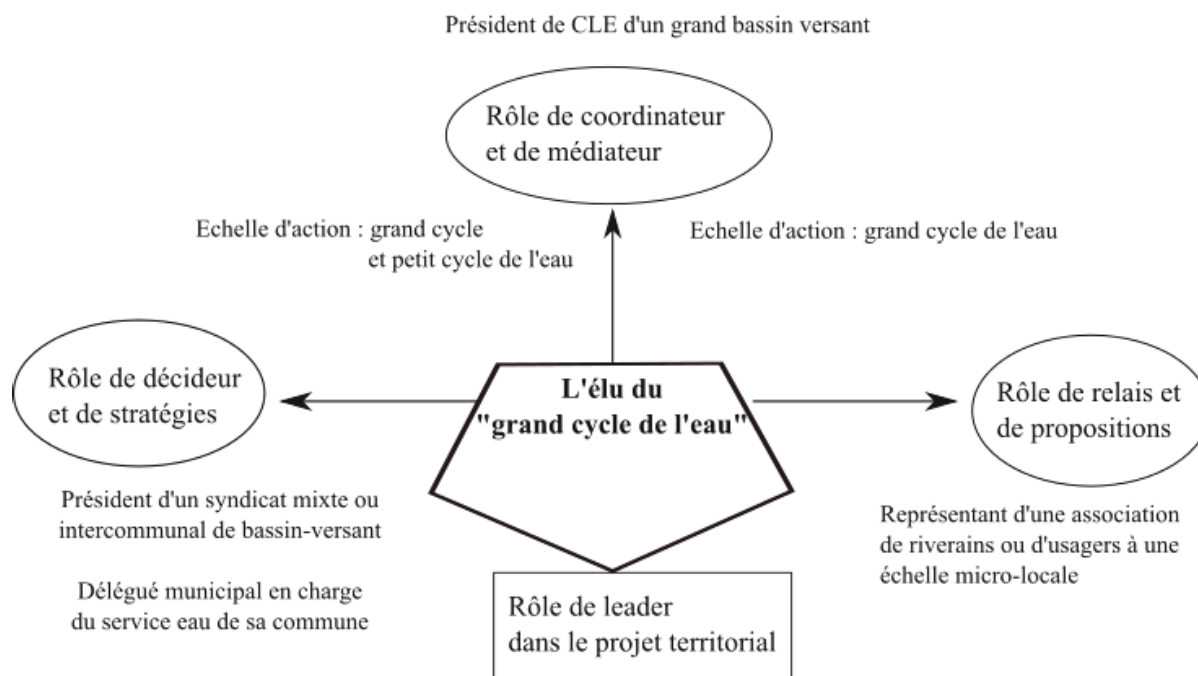 Président de CLE d'un grand bassin versant
Rôle de coordinateur
et de médiateur
Echelle d'action : grand cycle
et petit cycle de l'eau
Echelle d'action : grand cycle de l'eau
Rôle de décideur
et de stratégies
L'élu du
"grand cycle de l'eau"
Rôle de relais et
de propositions
Président d'un syndicat mixte ou
intercommunal de bassin-versant
Délégué municipal en charge
du service eau de sa commune
Représentant d'une association
de riverains ou d'usagers à une
échelle micro-locale
Rôle de leader
dans le projet territorial